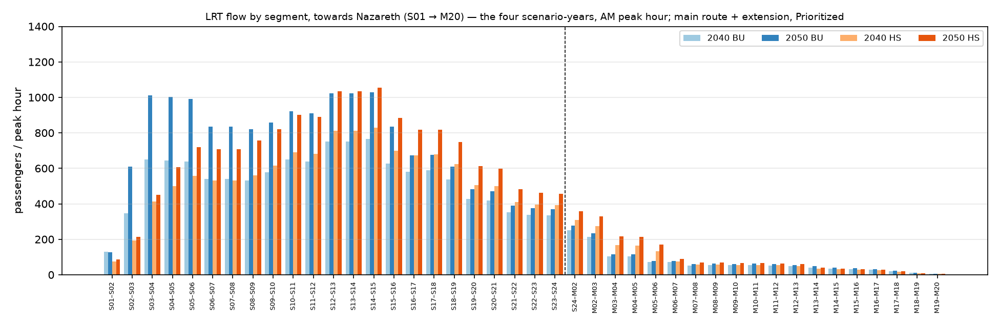 LRT flow by segment, towards Nazareth (S01 → M20) — the four scenario-years, AM peak hour; main route + extension, Prioritized
2040 BU
2050 BU
2040 HS
2050 HS
passengers / peak hour
1400
1200
1000
800
600
400
200
0
S01–S02
S02–S03
S03–S04
S04–S05
S05–S06
S06–S07
S07–S08
S08–S09
S09–S10
S10–S11
S11–S12
S12–S13
S13–S14
S14–S15
S15–S16
S16–S17
S17–S18
S18–S19
S19–S20
S20–S21
S21–S22
S22–S23
S23–S24
S24–M02
M02–M03
M03–M04
M04–M05
M05–M06
M06–M07
M07–M08
M08–M09
M09–M10
M10–M11
M11–M12
M12–M13
M13–M14
M14–M15
M15–M16
M16–M17
M17–M18
M18–M19
M19–M20